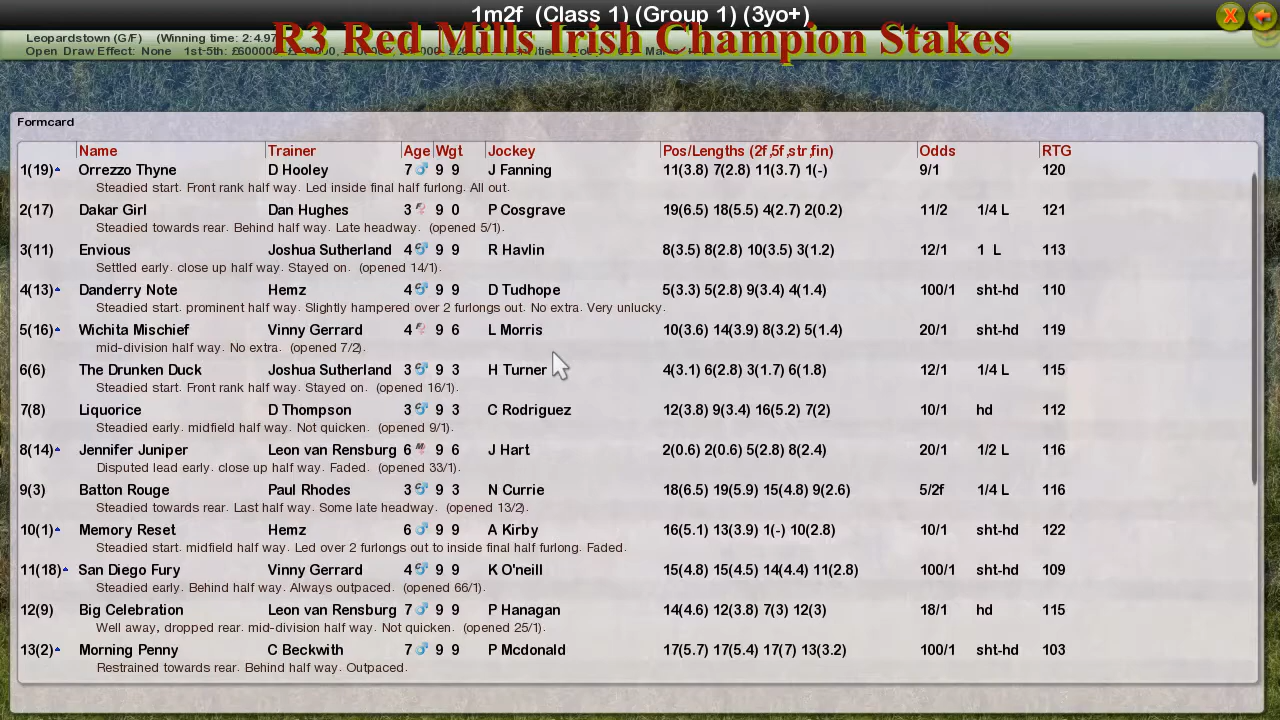 1m2f (Class 1) (Group 1) (3yo+)
R3 Red Mills Irish Champion Stakes
Leopardstown (G/F) (Winning time: 2:4.97
Open Draw Effect: None 1st-5th: £600000
Formcard
Name Trainer Age Wgt Jockey Pos/Lengths (2f,5f,str,fin) Odds RTG
1(19) Orrezzo Thyne D Hooley 7 9 9 J Fanning 11(3.8) 7(2.8) 11(3.7) 1(-) 9/1 120
Steadied start. Front rank half way. Led inside final half furlong. All out.
2(17) Dakar Girl Dan Hughes 3 9 0 P Cosgrave 19(6.5) 18(5.5) 4(2.7) 2(0.2) 11/2 1/4 L 121
Steadied towards rear. Behind half way. Late headway. (opened 5/1).
3(11) Envious Joshua Sutherland 4 9 9 R Havlin 8(3.5) 8(2.8) 10(3.5) 3(1.2) 12/1 1 L 113
Settled early. close up half way. Stayed on. (opened 14/1).
4(13) Danderry Note Hemz 4 9 9 D Tudhope 5(3.3) 5(2.8) 9(3.4) 4(1.4) 100/1 sht-hd 110
Steadied start. prominent half way. Slightly hampered over 2 furlongs out. No extra. Very unlucky.
5(16) Wichita Mischief Vinny Gerrard 4 9 6 L Morris 10(3.6) 14(3.9) 8(3.2) 5(1.4) 20/1 sht-hd 119
mid-division half way. No extra. (opened 7/2).
6(6) The Drunken Duck Joshua Sutherland 3 9 3 H Turner 4(3.1) 6(2.8) 3(1.7) 6(1.8) 12/1 1/4 L 115
Steadied start. Front rank half way. Stayed on. (opened 16/1).
7(8) Liquorice D Thompson 3 9 3 C Rodriguez 12(3.8) 9(3.4) 16(5.2) 7(2) 10/1 hd 112
Steadied early. midfield half way. Not quicken. (opened 9/1).
8(14) Jennifer Juniper Leon van Rensburg 6 9 6 J Hart 2(0.6) 2(0.6) 5(2.8) 8(2.4) 20/1 1/2 L 116
Disputed lead early. close up half way. Faded. (opened 33/1).
9(3) Batton Rouge Paul Rhodes 3 9 3 N Currie 18(6.5) 19(5.9) 15(4.8) 9(2.6) 5/2f 1/4 L 116
Steadied towards rear. Last half way. Some late headway. (opened 13/2).
10(1) Memory Reset Hemz 6 9 9 A Kirby 16(5.1) 13(3.9) 1(-) 10(2.8) 10/1 sht-hd 122
Steadied start. midfield half way. Led over 2 furlongs out to inside final half furlong. Faded.
11(18) San Diego Fury Vinny Gerrard 4 9 9 K O'neill 15(4.8) 15(4.5) 14(4.4) 11(2.8) 100/1 sht-hd 109
Steadied early. Behind half way. Always outpaced. (opened 66/1).
12(9) Big Celebration Leon van Rensburg 7 9 9 P Hanagan 14(4.6) 12(3.8) 7(3) 12(3) 18/1 hd 115
Well away, dropped rear. mid-division half way. Not quicken. (opened 25/1).
13(2) Morning Penny C Beckwith 7 9 9 P Mcdonald 17(5.7) 17(5.4) 17(7) 13(3.2) 100/1 sht-hd 103
Restrained towards rear. Behind half way. Outpaced.